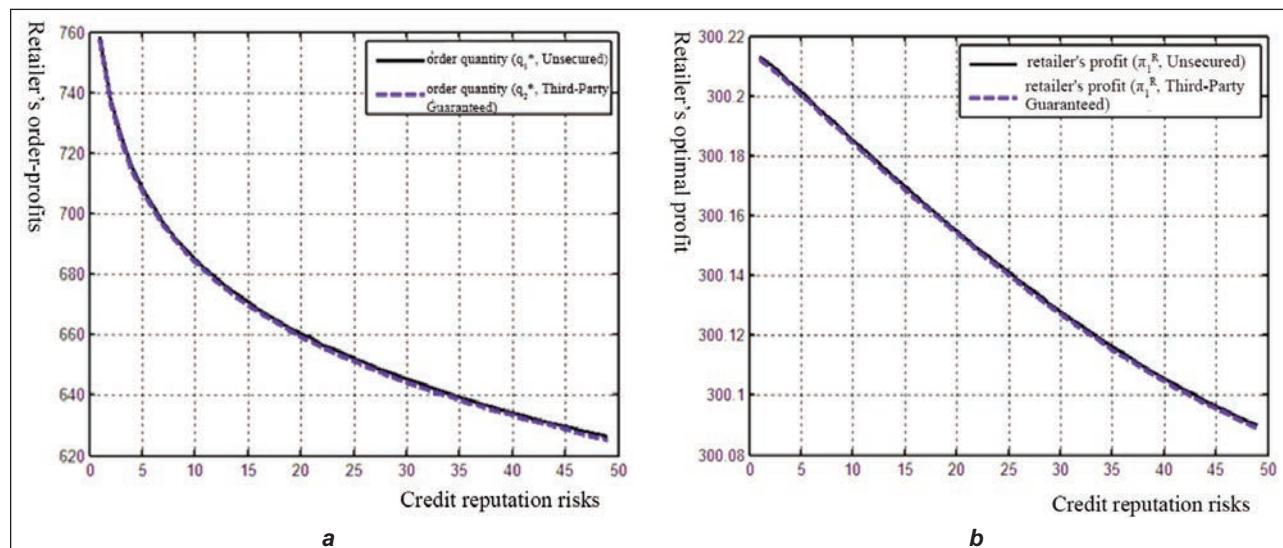 Retailer's order-profits
760
740
720
700
680
660
640
620
0 5 10 15 20 25 30 35 40 45 50
order quantity (q₁*, Unsecured)
order quantity (q₂*, Third-Party
Guaranteed)
Credit reputation risks
a
Retailer's optimal profit
300.22
300.2
300.18
300.16
300.14
300.12
300.1
300.08
0 5 10 15 20 25 30 35 40 45 50
retailer's profit (π₁ᴿ, Unsecured)
retailer's profit (π₁ᴿ, Third-Party
Guaranteed)
Credit reputation risks
b